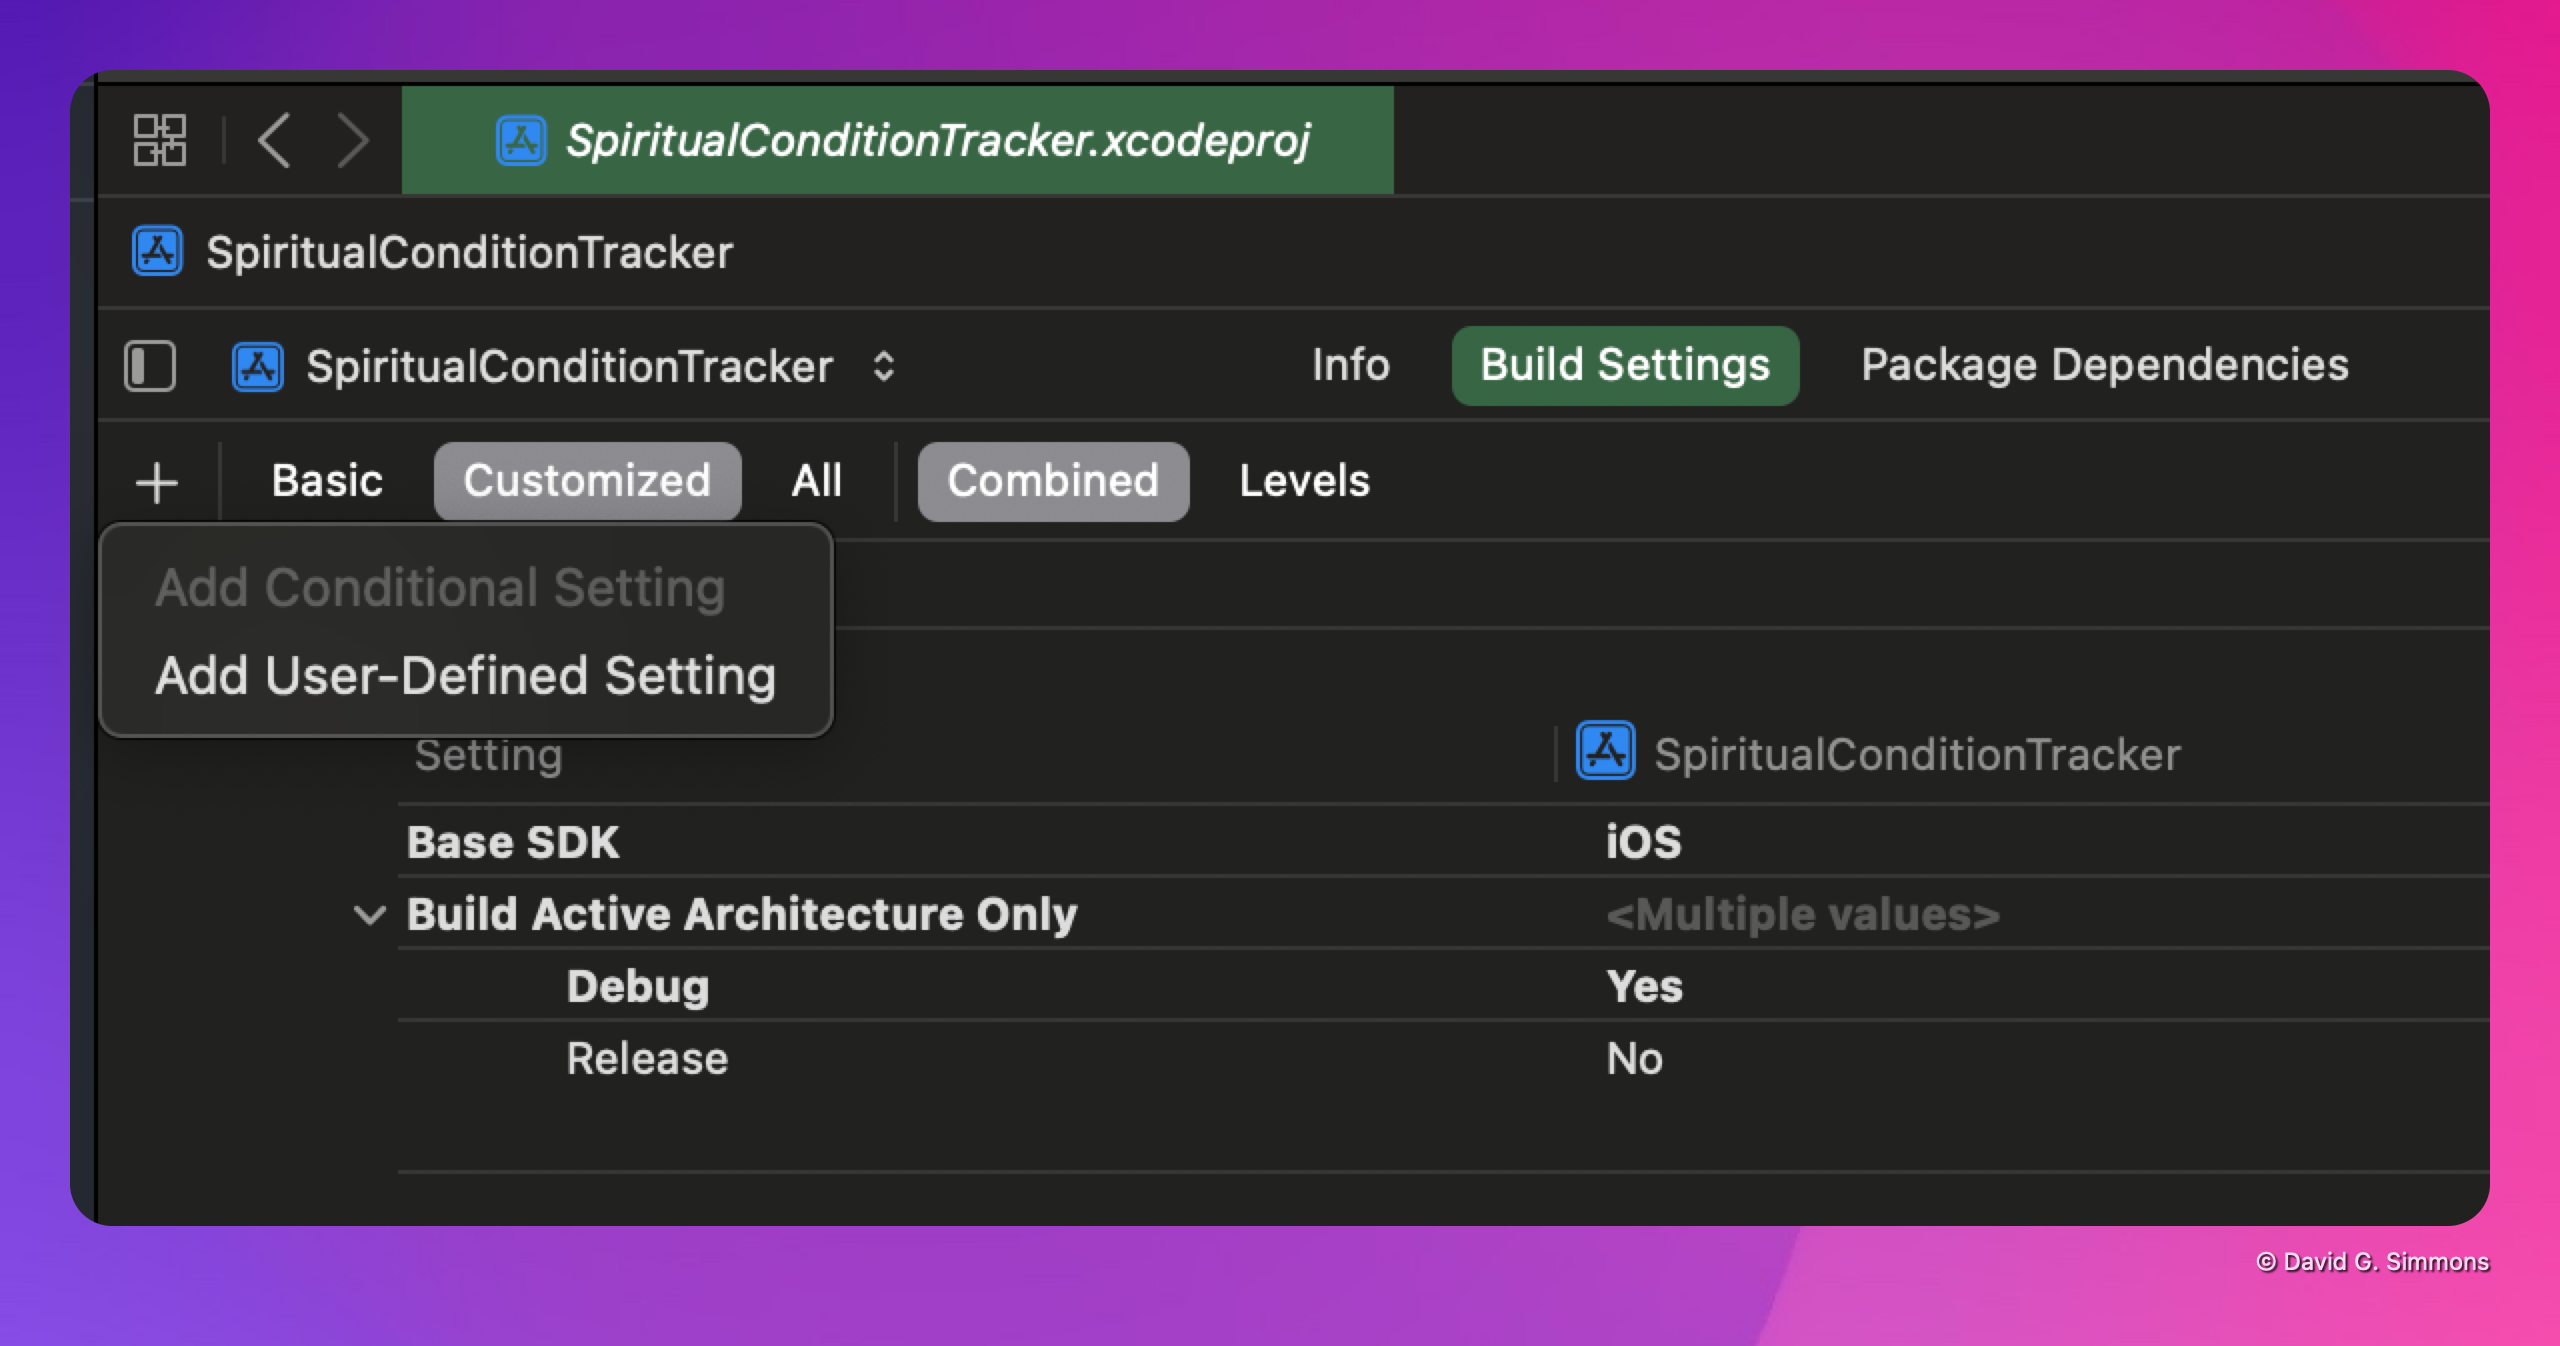 SpiritualConditionTracker.xcodeproj
SpiritualConditionTracker
SpiritualConditionTracker Info Build Settings Package Dependencies
Basic Customized All Combined Levels
Add Conditional Setting
Add User-Defined Setting
Setting SpiritualConditionTracker
Base SDK iOS
Build Active Architecture Only <Multiple values>
Debug Yes
Release No
© David G. Simmons